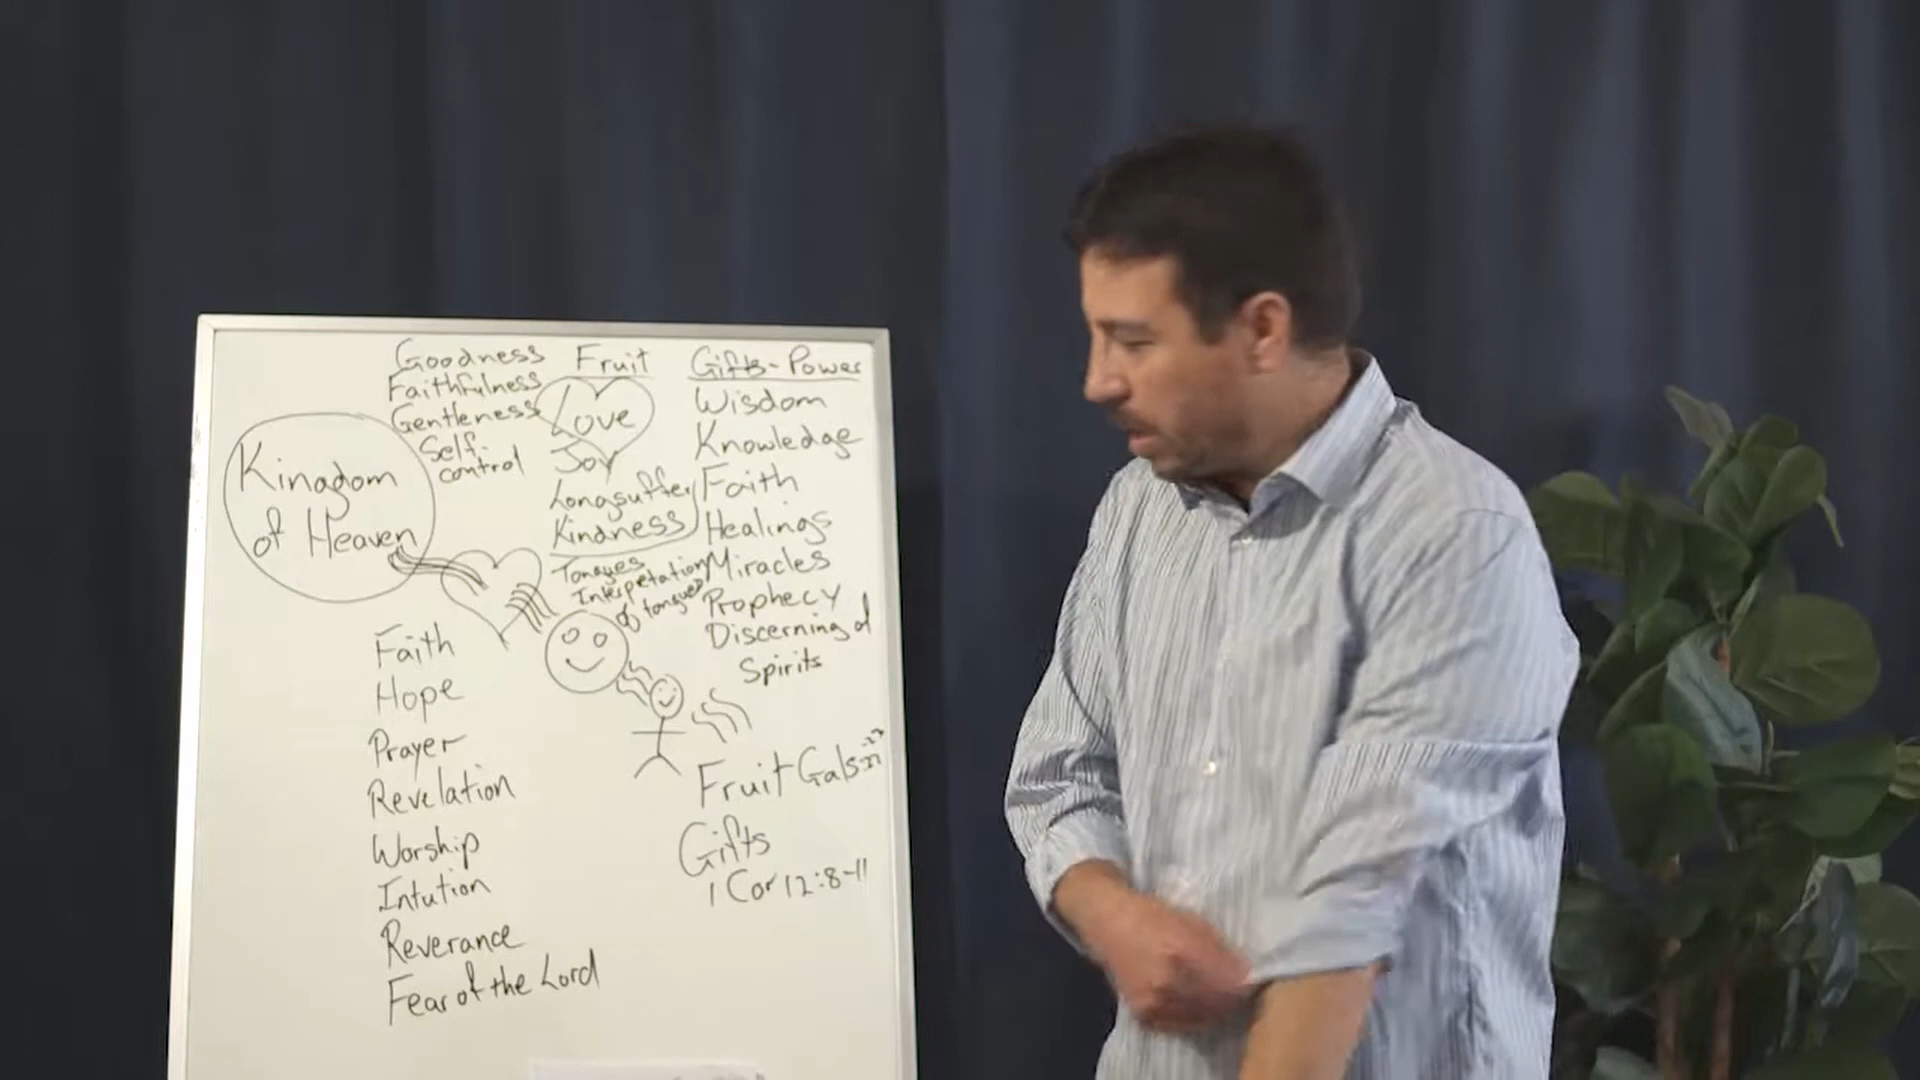 Kingdom
of Heaven
Goodness
Faithfulness
Gentleness
Self-
control
Fruit
Love
Joy
Longsuffer
Kindness
Tongues
Interpretation
of tongues
Gifts-Power
Wisdom
Knowledge
Faith
Healings
Miracles
Prophecy
Discerning of
Spirits
Faith
Hope
Prayer
Revelation
Worship
Intution
Reverance
Fear of the Lord
Fruit Gal
Gifts
1 Cor 12:8-11